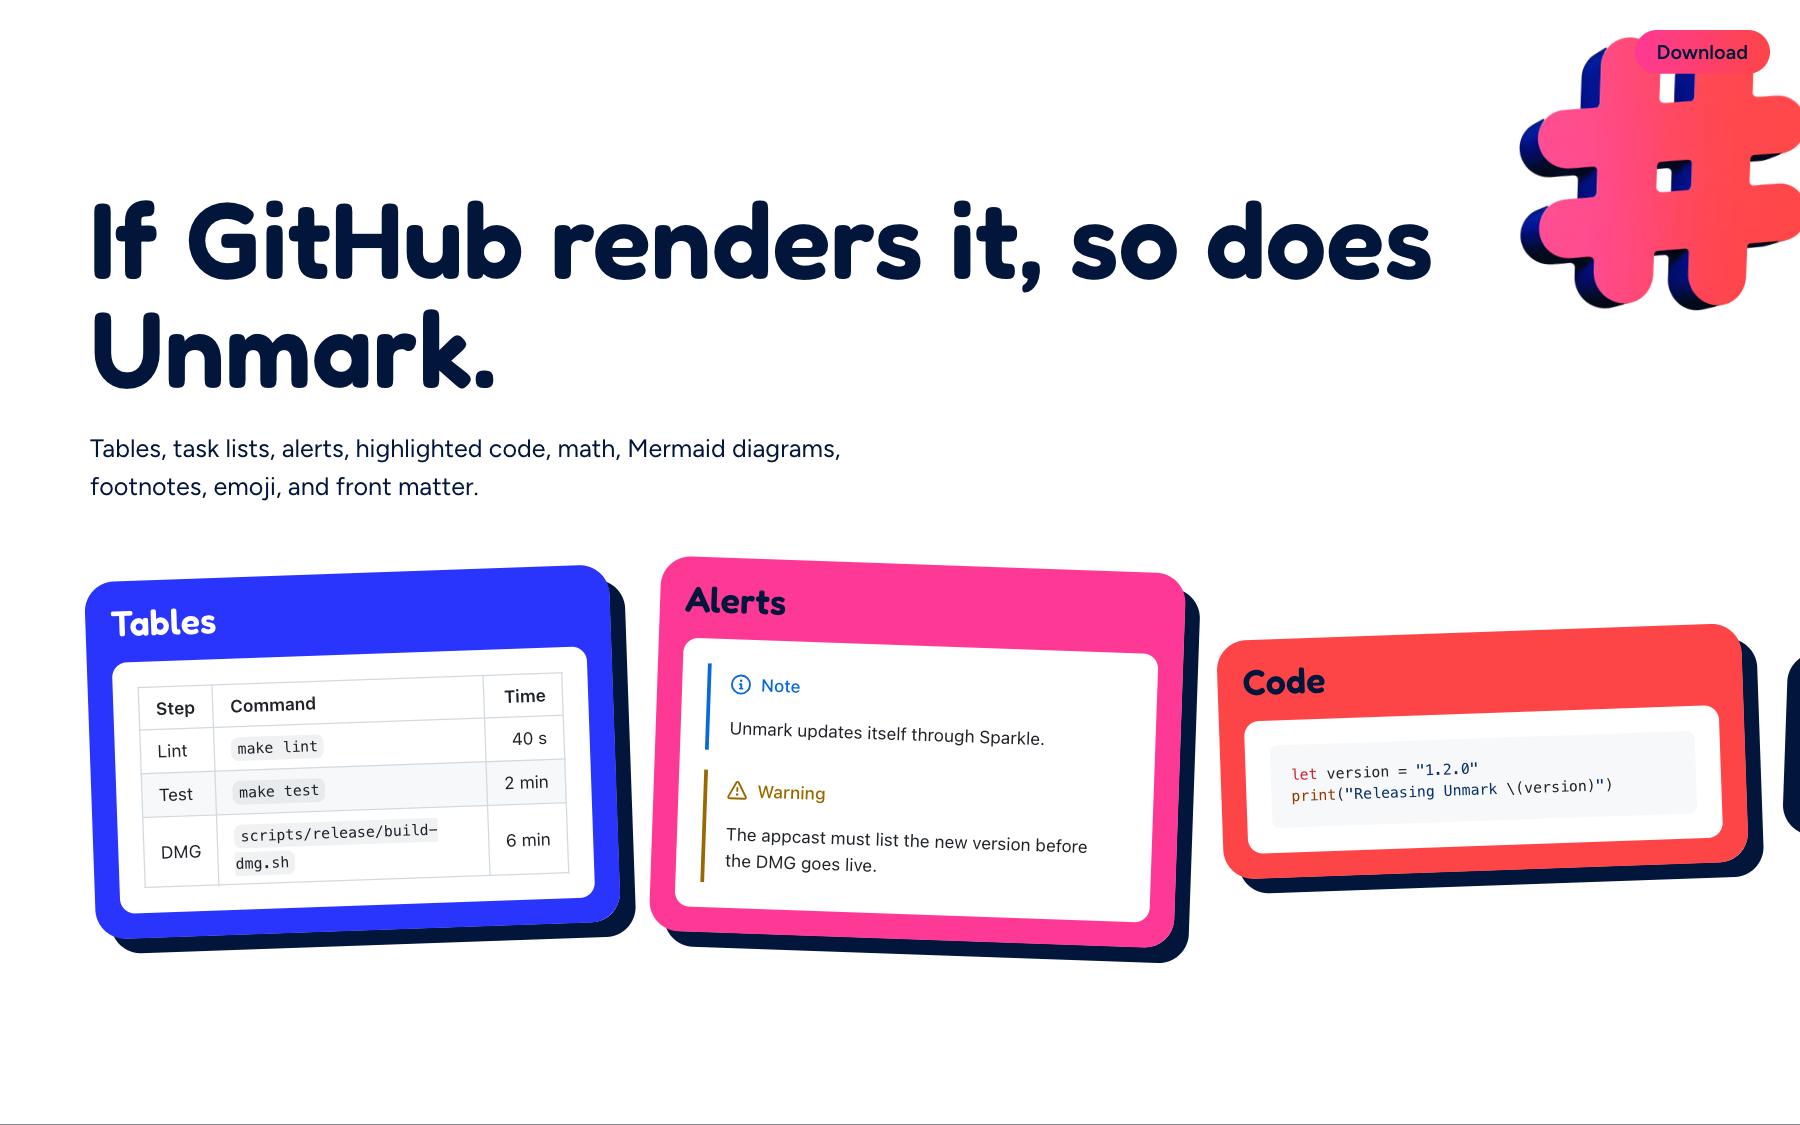 Download
If GitHub renders it, so does
Unmark.
Tables, task lists, alerts, highlighted code, math, Mermaid diagrams,
footnotes, emoji, and front matter.
Tables
Step Command Time
Lint make lint 40 s
Test make test 2 min
DMG scripts/release/build-
dmg.sh 6 min
Alerts
Note
Unmark updates itself through Sparkle.
Warning
The appcast must list the new version before
the DMG goes live.
Code
let version = "1.2.0"
print("Releasing Unmark \(version)")